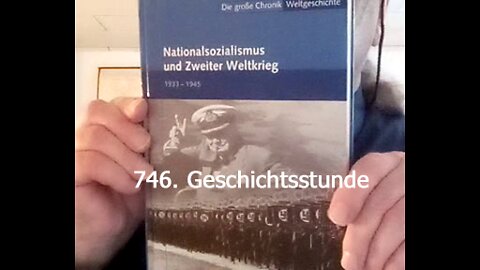 Die große Chronik Weltgeschichte
Nationalsozialismus
und Zweiter Weltkrieg
1933 – 1945
746. Geschichtsstunde